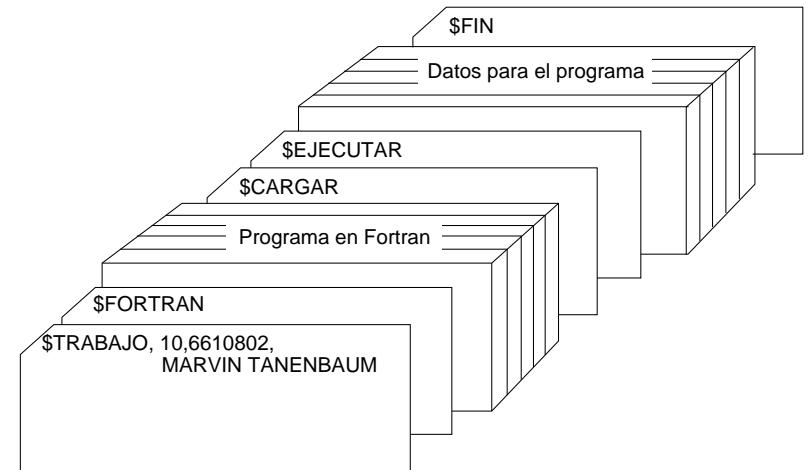 $FIN
Datos para el programa
$EJECUTAR
$CARGAR
Programa en Fortran
$FORTRAN
$TRABAJO, 10,6610802,
MARVIN TANENBAUM